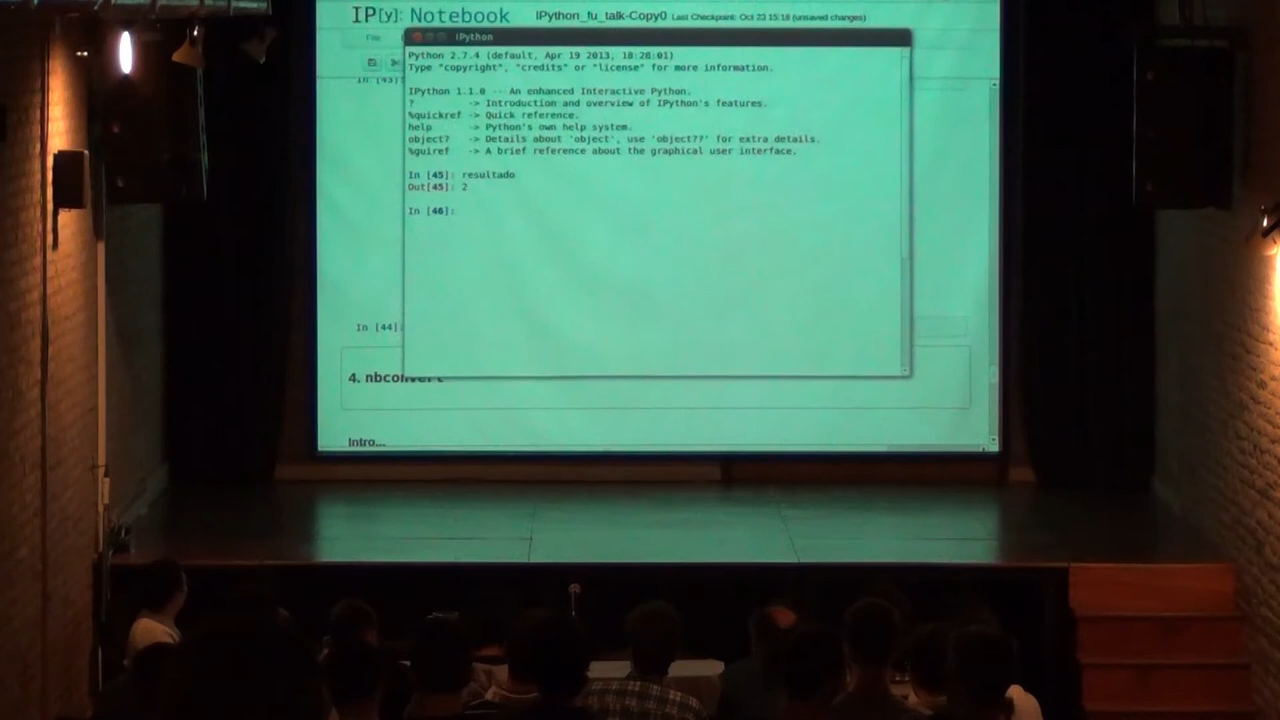 IP[y]: Notebook IPython_fu_talk-Copy0 Last Checkpoint: Oct 23 15:18 (unsaved changes)
File
IPython
Python 2.7.4 (default, Apr 19 2013, 18:28:01)
Type "copyright", "credits" or "license" for more information.
IPython 1.1.0 -- An enhanced Interactive Python.
? -> Introduction and overview of IPython's features.
%quickref -> Quick reference.
help -> Python's own help system.
object? -> Details about 'object', use 'object??' for extra details.
%guiref -> A brief reference about the graphical user interface.
In [43]:
In [45]: resultado
Out[45]: 2
In [46]:
In [44]:
4. nbconvert
Intro...